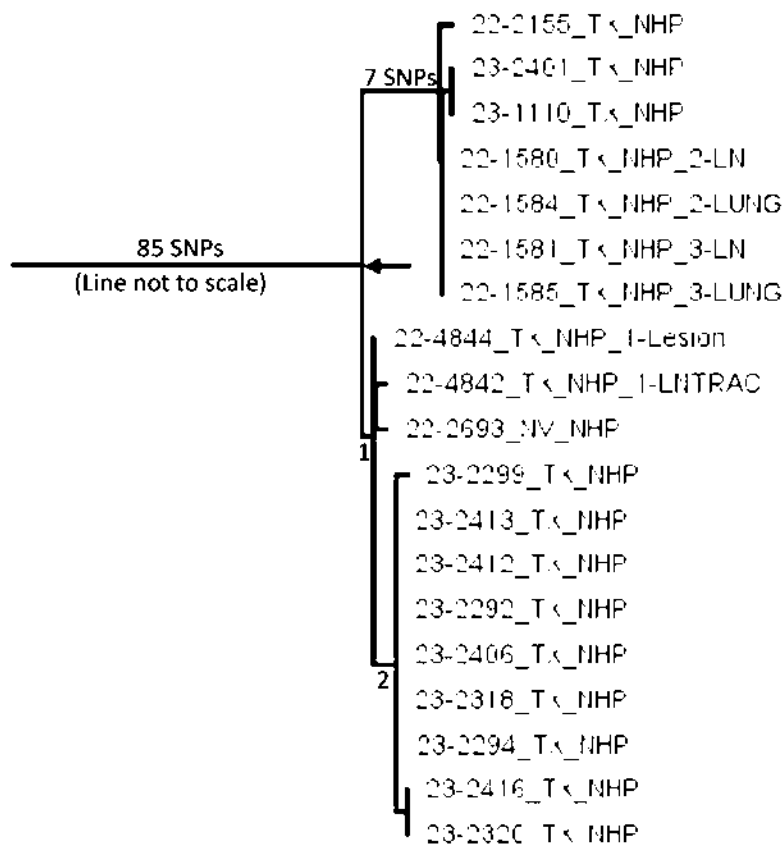 22-2155_TX_NHP
23-2401_TX_NHP
7 SNPs
23-1110_TX_NHP
22-1580_TX_NHP_2-LN
22-1584_TX_NHP_2-LUNG
85 SNPs
22-1581_TX_NHP_3-LN
(Line not to scale)
22-1585_TX_NHP_3-LUNG
22-4844_TX_NHP_1-Lesion
22-4842_TX_NHP_1-LNTRAC
22-2693_NV_NHP
1
23-2299_TX_NHP
23-2413_TX_NHP
23-2412_TX_NHP
23-2292_TX_NHP
23-2406_TX_NHP
2
23-2318_TX_NHP
23-2294_TX_NHP
23-2416_TX_NHP
23-2320_TX_NHP